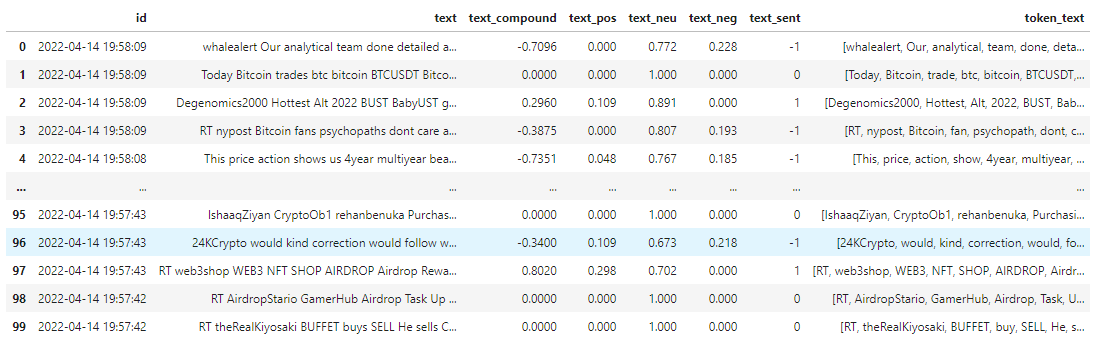 id text text_compound text_pos text_neu text_neg text_sent token_text
0 2022-04-14 19:58:09 whalealert Our analytical team done detailed a... -0.7096 0.000 0.772 0.228 -1 [whalealert, Our, analytical, team, done, deta...
1 2022-04-14 19:58:09 Today Bitcoin trades btc bitcoin BTCUSDT Bitco... 0.0000 0.000 1.000 0.000 0 [Today, Bitcoin, trade, btc, bitcoin, BTCUSDT,...
2 2022-04-14 19:58:09 Degenomics2000 Hottest Alt 2022 BUST BabyUST g... 0.2960 0.109 0.891 0.000 1 [Degenomics2000, Hottest, Alt, 2022, BUST, Bab...
3 2022-04-14 19:58:09 RT nypost Bitcoin fans psychopaths dont care a... -0.3875 0.000 0.807 0.193 -1 [RT, nypost, Bitcoin, fan, psychopath, dont, c...
4 2022-04-14 19:58:08 This price action shows us 4year multiyear bea... -0.7351 0.048 0.767 0.185 -1 [This, price, action, show, 4year, multiyear, ...
... ... ... ... ... ... ... ... ...
95 2022-04-14 19:57:43 IshaaqZiyan CryptoOb1 rehanbenuka Purchas... 0.0000 0.000 1.000 0.000 0 [IshaaqZiyan, CryptoOb1, rehanbenuka, Purchasi...
96 2022-04-14 19:57:43 24KCrypto would kind correction would follow w... -0.3400 0.109 0.673 0.218 -1 [24KCrypto, would, kind, correction, would, fo...
97 2022-04-14 19:57:43 RT web3shop WEB3 NFT SHOP AIRDROP Airdrop Rewa... 0.8020 0.298 0.702 0.000 1 [RT, web3shop, WEB3, NFT, SHOP, AIRDROP, Airdr...
98 2022-04-14 19:57:42 RT AirdropStario GamerHub Airdrop Task Up ... 0.0000 0.000 1.000 0.000 0 [RT, AirdropStario, GamerHub, Airdrop, Task, U...
99 2022-04-14 19:57:42 RT theRealKiyosaki BUFFET buys SELL He sells C... 0.0000 0.000 1.000 0.000 0 [RT, theRealKiyosaki, BUFFET, buy, SELL, He, s...